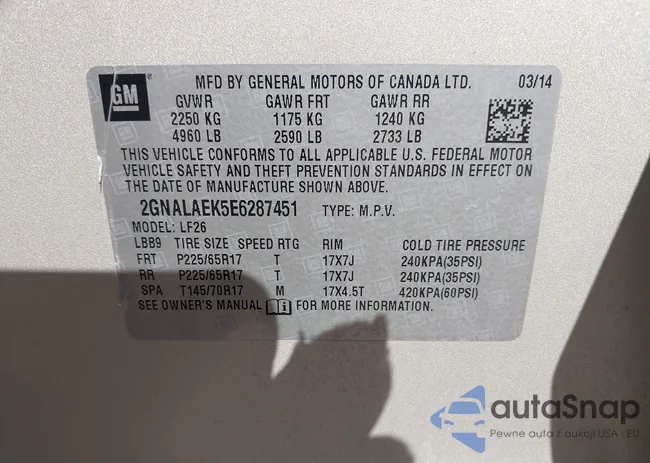 MFD BY GENERAL MOTORS OF CANADA LTD. 03/14
GM
GVWR GAWR FRT GAWR RR
2250 KG 1175 KG 1240 KG
4960 LB 2590 LB 2733 LB
THIS VEHICLE CONFORMS TO ALL APPLICABLE U.S. FEDERAL MOTOR
VEHICLE SAFETY AND THEFT PREVENTION STANDARDS IN EFFECT ON
THE DATE OF MANUFACTURE SHOWN ABOVE.
2GNALAEK5E6287451 TYPE: M.P.V.
MODEL: LF26
LBB9 TIRE SIZE SPEED RTG RIM COLD TIRE PRESSURE
FRT P225/65R17 T 17X7J 240KPA(35PSI)
RR P225/65R17 T 17X7J 240KPA(35PSI)
SPA T145/70R17 M 17X4.5T 420KPA(60PSI)
SEE OWNER'S MANUAL i FOR MORE INFORMATION.
autaSnap
Pewne auta z aukcji USA · EU